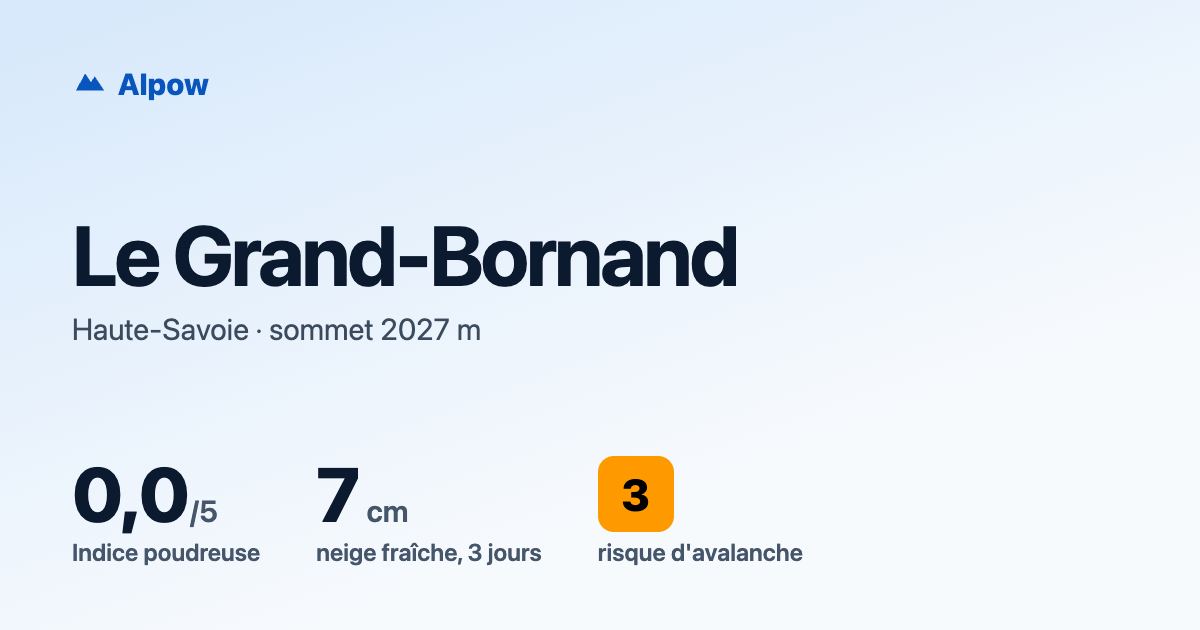 Alpow
Le Grand-Bornand
Haute-Savoie · sommet 2027 m
0,0/5
Indice poudreuse
7 cm
neige fraîche, 3 jours
3
risque d'avalanche